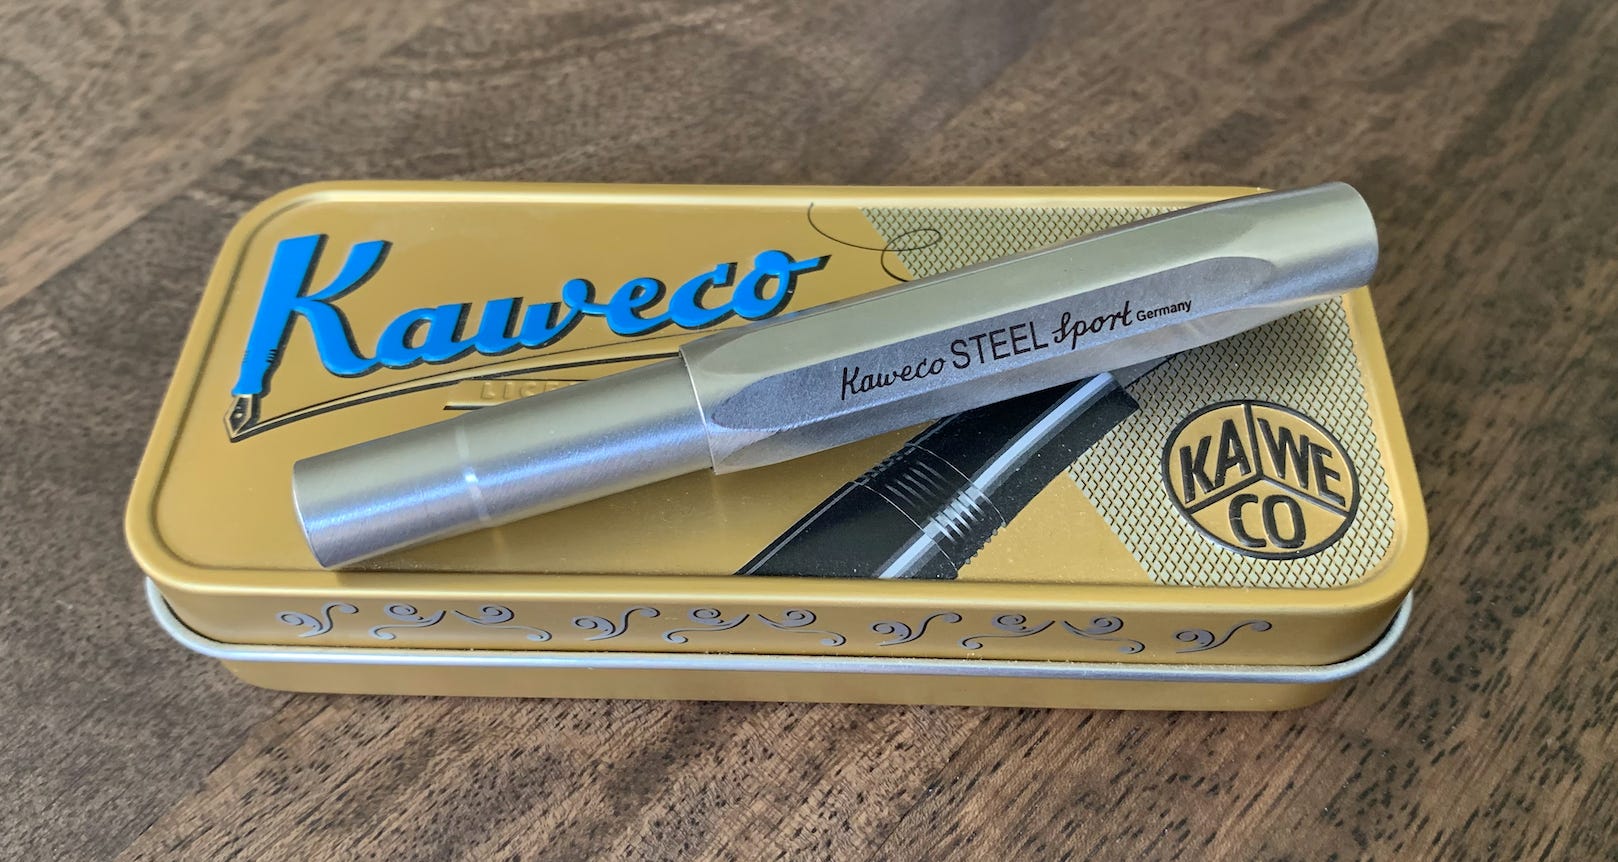 Kaweco
Kaweco STEEL Sport Germany
KA WE
CO